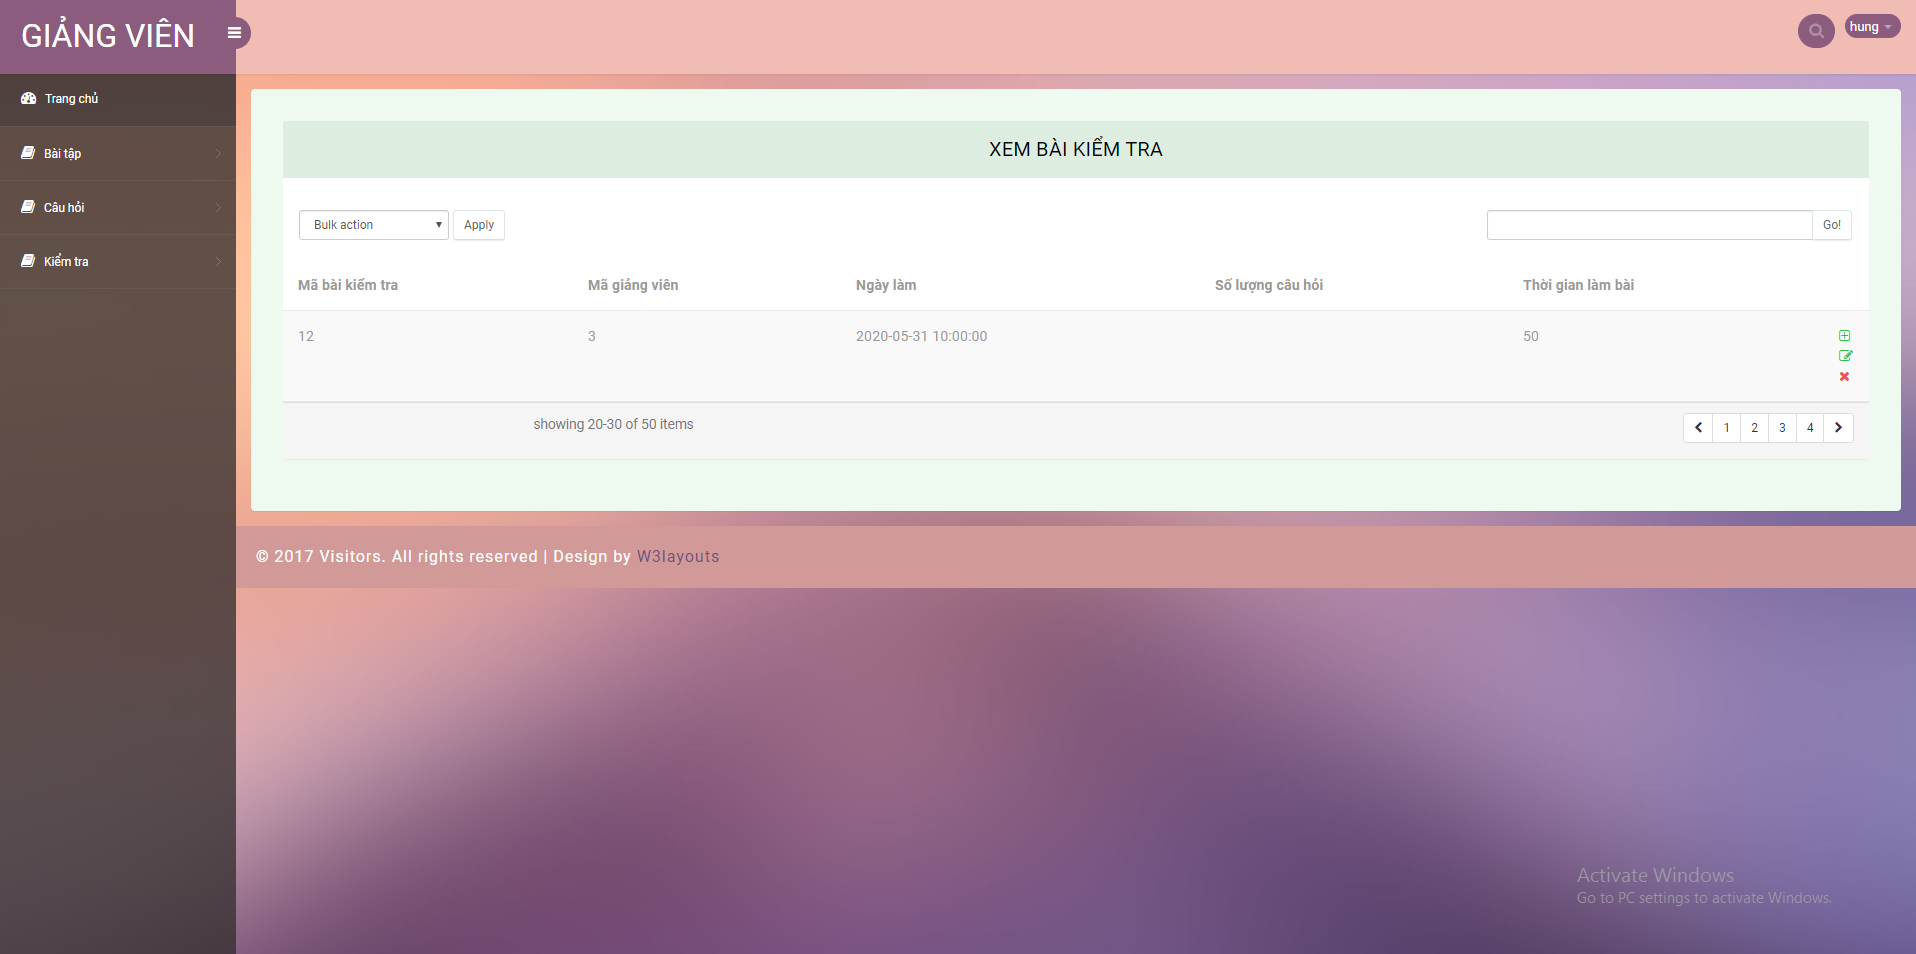 GIẢNG VIÊN
hung
Trang chủ
Bài tập
Câu hỏi
Kiểm tra
XEM BÀI KIỂM TRA
Bulk action
Apply
Go!
Mã bài kiểm tra Mã giảng viên Ngày làm Số lượng câu hỏi Thời gian làm bài
12 3 2020-05-31 10:00:00 50
showing 20-30 of 50 items
1 2 3 4
© 2017 Visitors. All rights reserved | Design by W3layouts
Activate Windows
Go to PC settings to activate Windows.